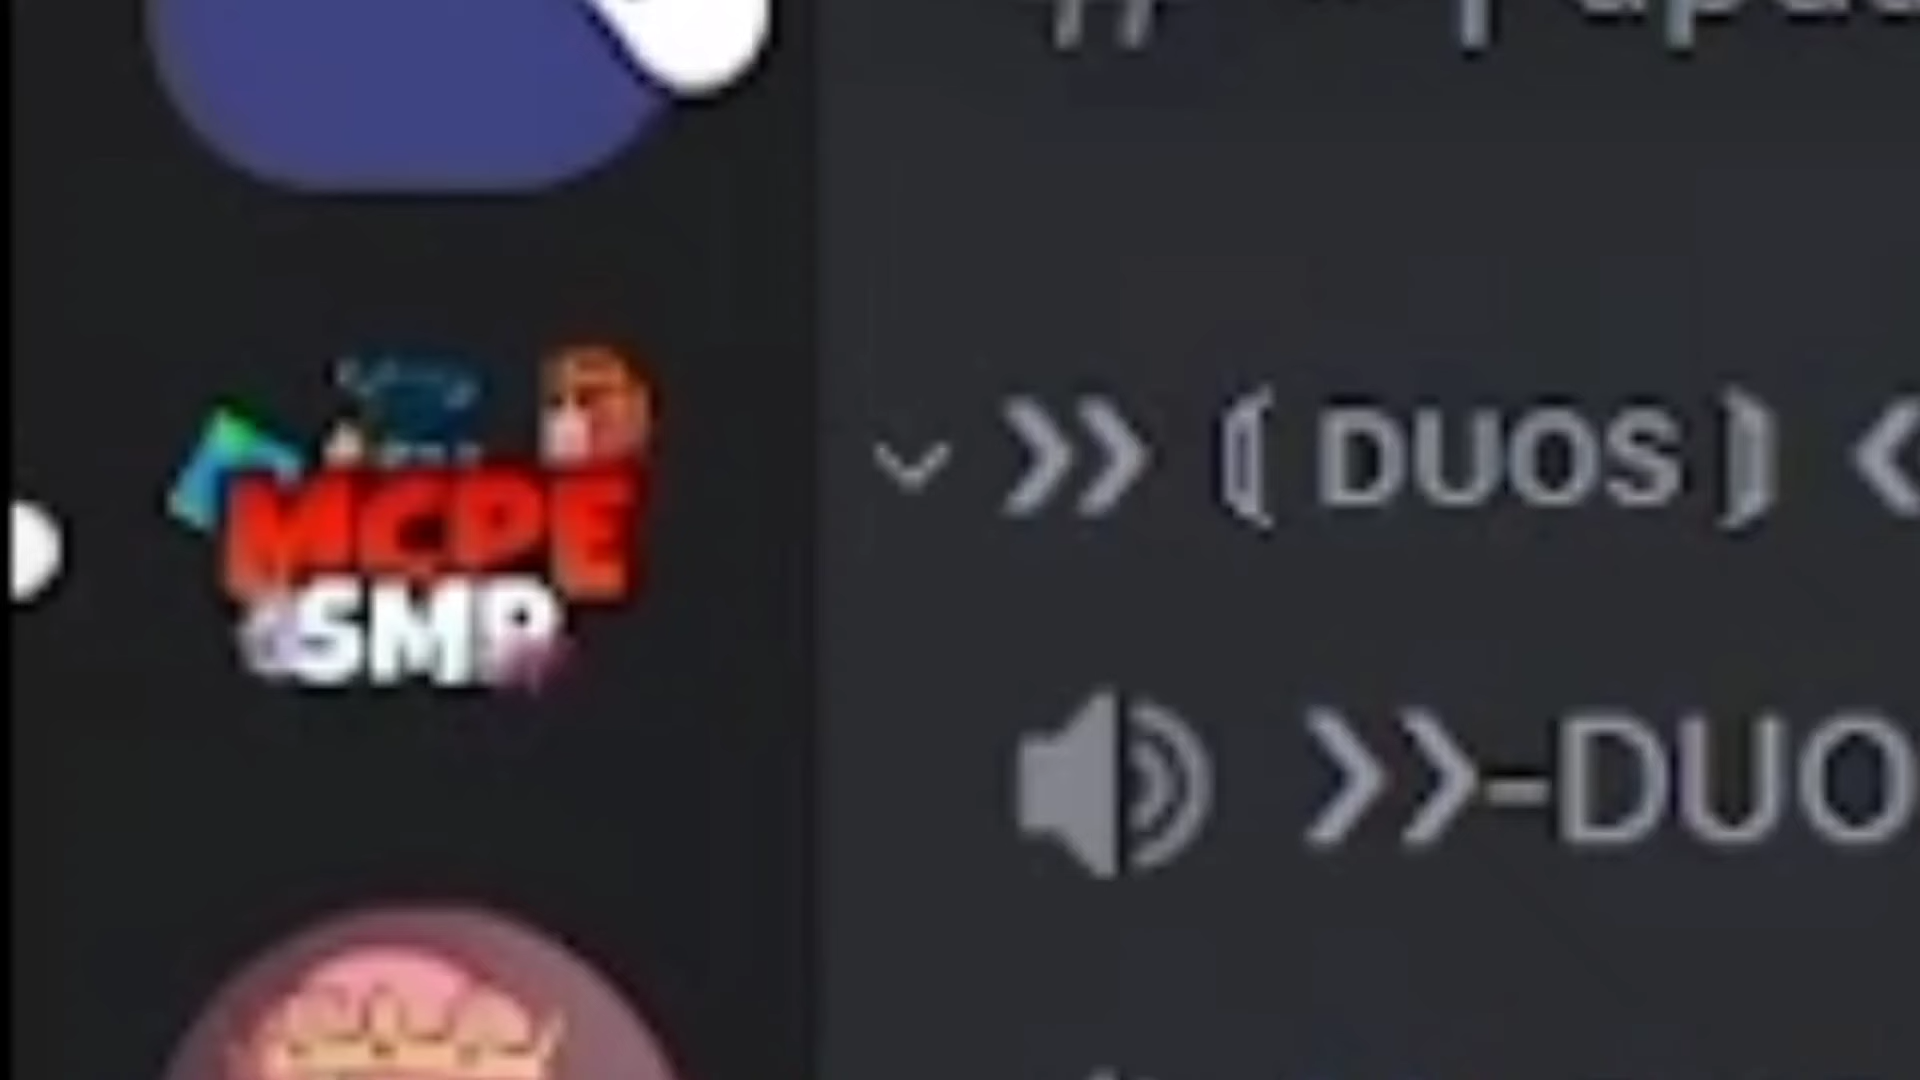 MCPE
SMP
❯❯ ⦗ DUOS ⦘ ❮
❯❯-DUO